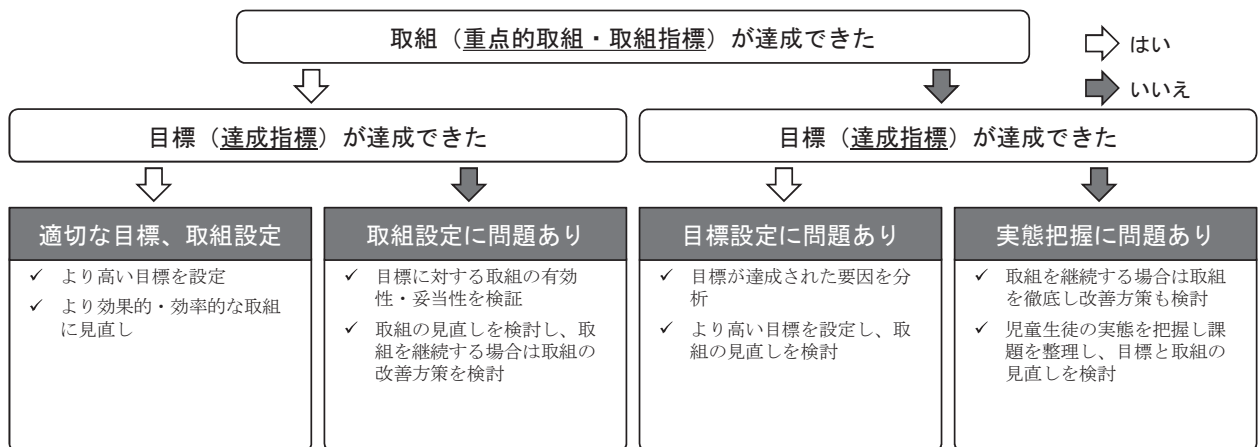 取組（重点的取組・取組指標）が達成できた
はい
いいえ
目標（達成指標）が達成できた
目標（達成指標）が達成できた
適切な目標、取組設定
✓ より高い目標を設定
✓ より効果的・効率的な取組
に見直し
取組設定に問題あり
✓ 目標に対する取組の有効
性・妥当性を検証
✓ 取組の見直しを検討し、取
組を継続する場合は取組の
改善方策を検討
目標設定に問題あり
✓ 目標が達成された要因を分
析
✓ より高い目標を設定し、取
組の見直しを検討
実態把握に問題あり
✓ 取組を継続する場合は取組
を徹底し改善方策も検討
✓ 児童生徒の実態を把握し課
題を整理し、目標と取組の
見直しを検討